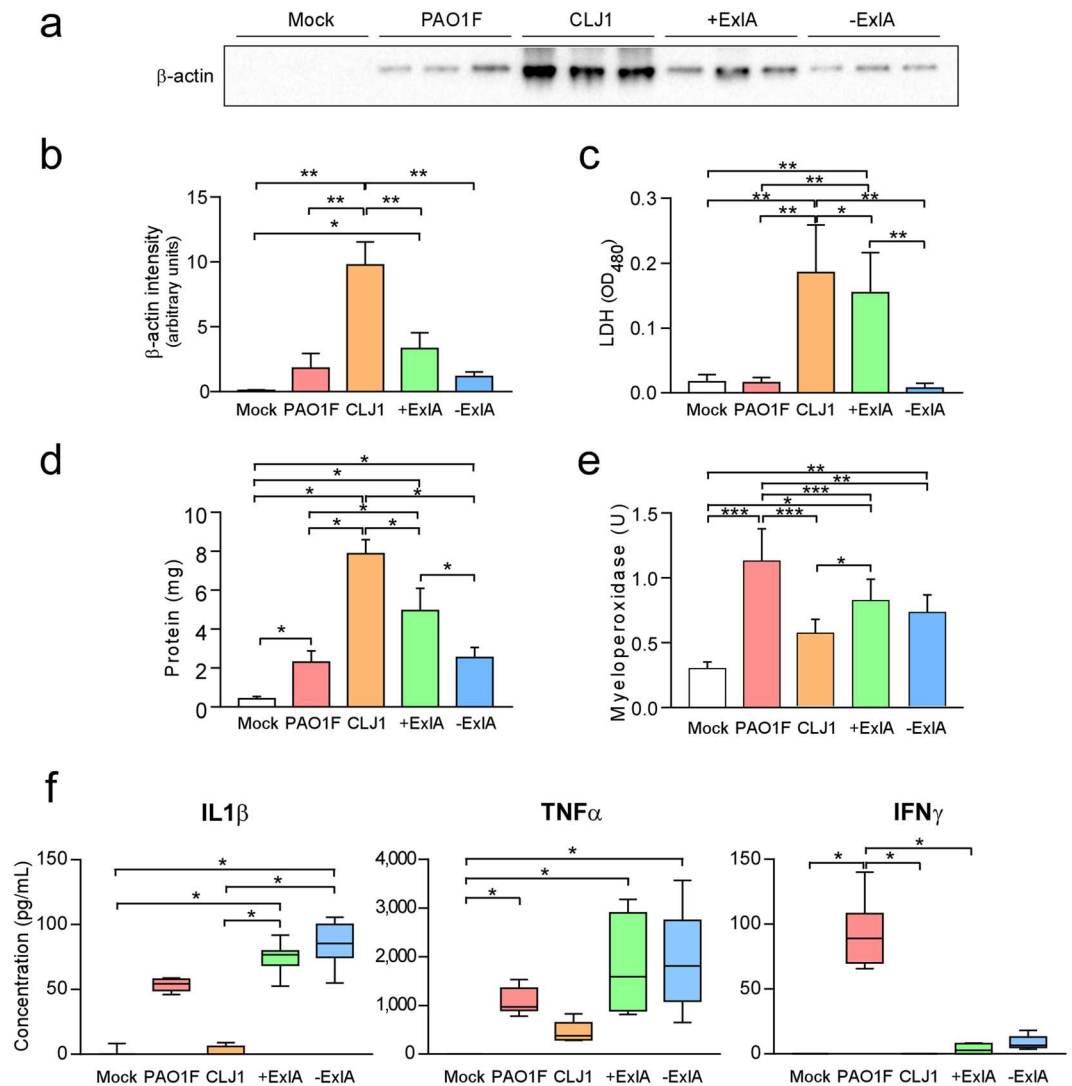 a
Mock PAO1F CLJ1 +ExlA -ExlA
β-actin
b
** **
** **
*
β-actin intensity
(arbitrary units)
15
10
5
0
Mock PAO1F CLJ1 +ExlA -ExlA
c
**
**
** **
** *
**
LDH (OD480)
0.3
0.2
0.1
0.0
Mock PAO1F CLJ1 +ExlA -ExlA
d
*
*
* *
*
* *
*
*
Protein (mg)
10
8
6
4
2
0
Mock PAO1F CLJ1 +ExlA -ExlA
e
**
**
***
*
*** ***
*
Myeloperoxidase (U)
1.5
1.0
0.5
0.0
Mock PAO1F CLJ1 +ExlA -ExlA
f
IL1β
*
*
*
*
Concentration (pg/mL)
150
100
50
0
Mock PAO1F CLJ1 +ExlA -ExlA
TNFα
*
*
*
4,000
3,000
2,000
1,000
0
Mock PAO1F CLJ1 +ExlA -ExlA
IFNγ
*
* *
150
100
50
0
Mock PAO1F CLJ1 +ExlA -ExlA